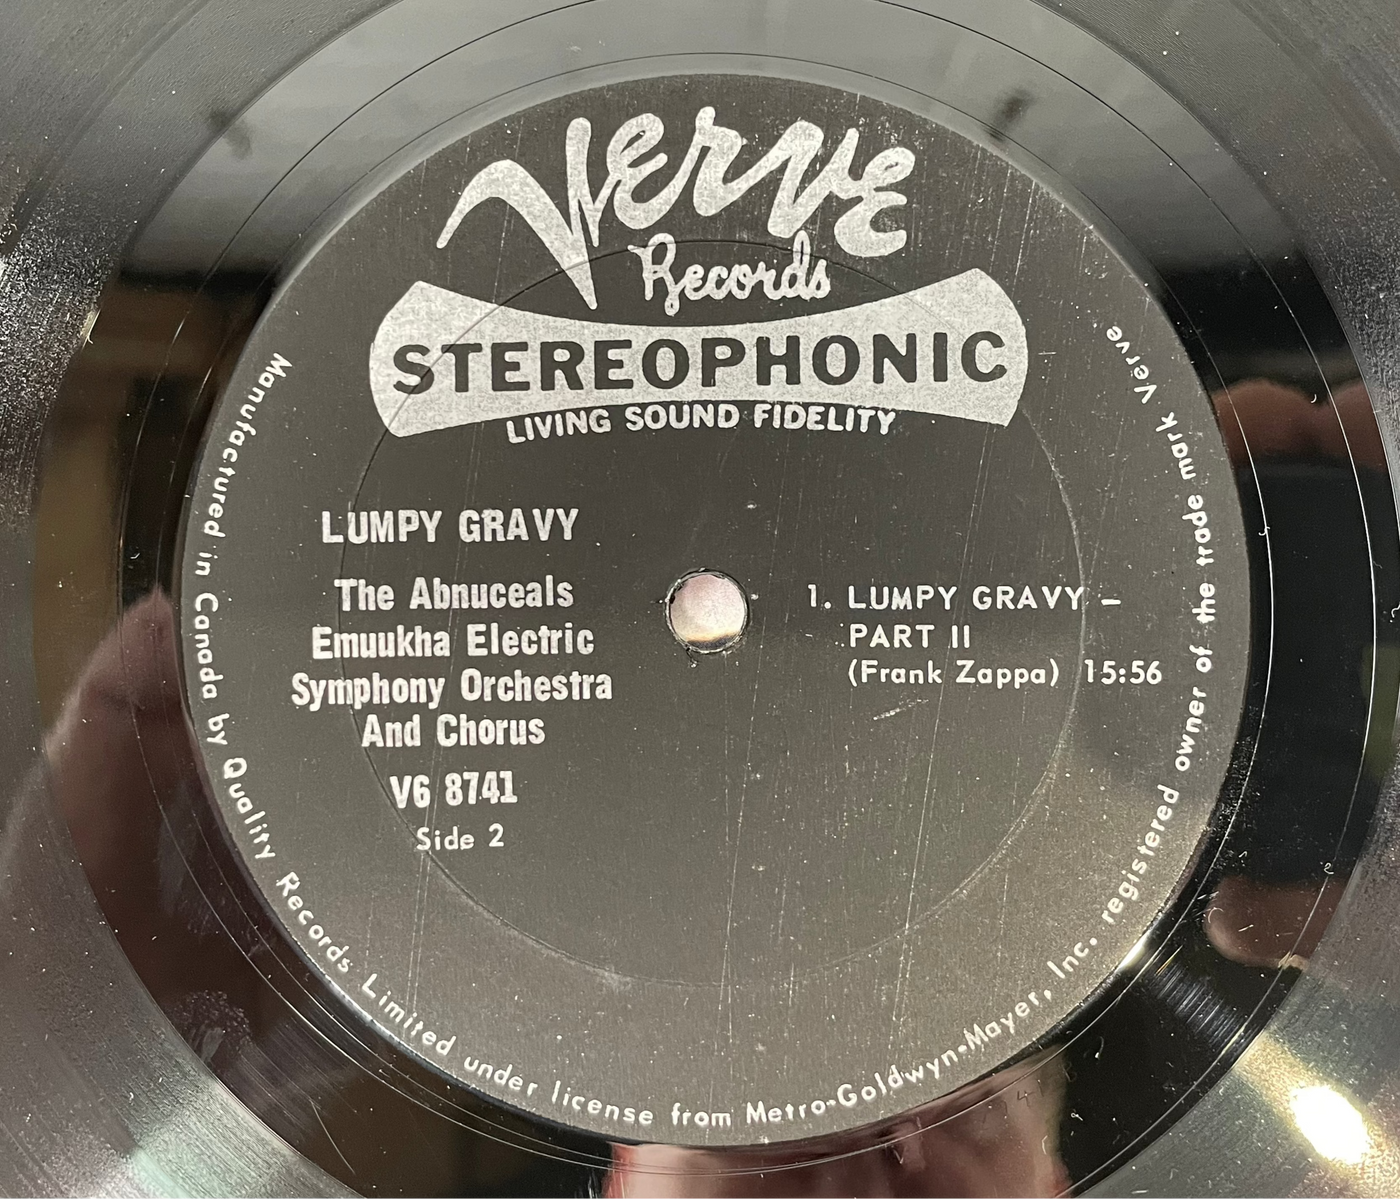 Verve
Records
STEREOPHONIC
LIVING SOUND FIDELITY
LUMPY GRAVY
The Abnuceals
Emuukha Electric
Symphony Orchestra
And Chorus
V6 8741
Side 2
1. LUMPY GRAVY –
PART II
(Frank Zappa) 15:56
Manufactured in Canada by Quality Records Limited under license from Metro-Goldwyn-Mayer, Inc. registered owner of the trade mark Verve